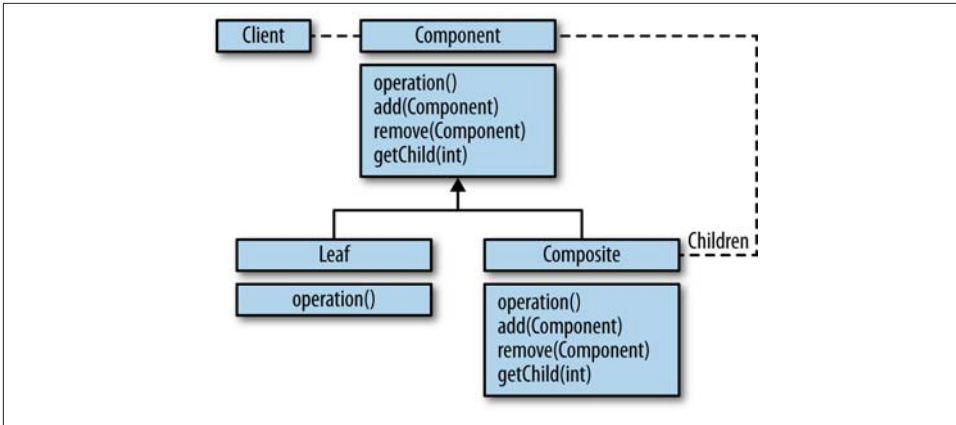 Client
Component
operation()
add(Component)
remove(Component)
getChild(int)
Children
Leaf
Composite
operation()
operation()
add(Component)
remove(Component)
getChild(int)